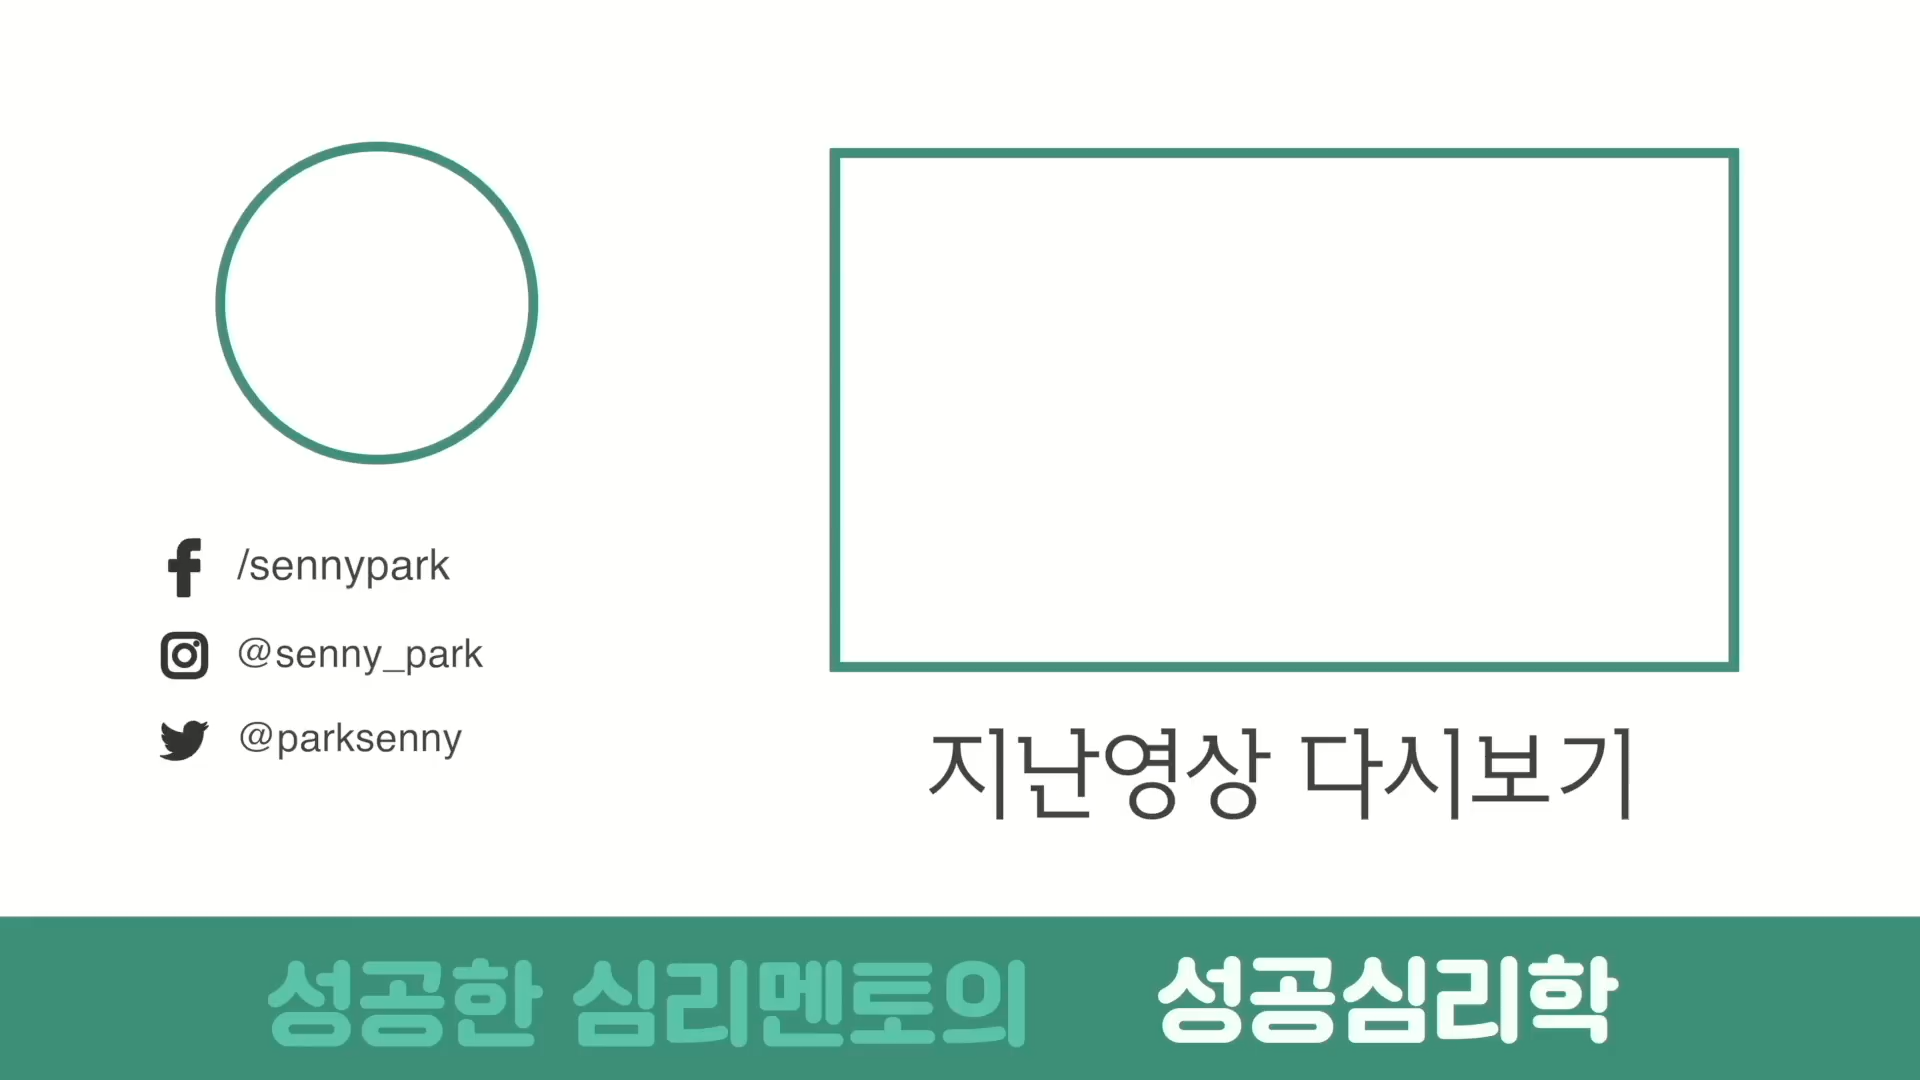 /sennypark
@senny_park
@parksenny
지난영상 다시보기
성공한 심리멘토의 성공심리학